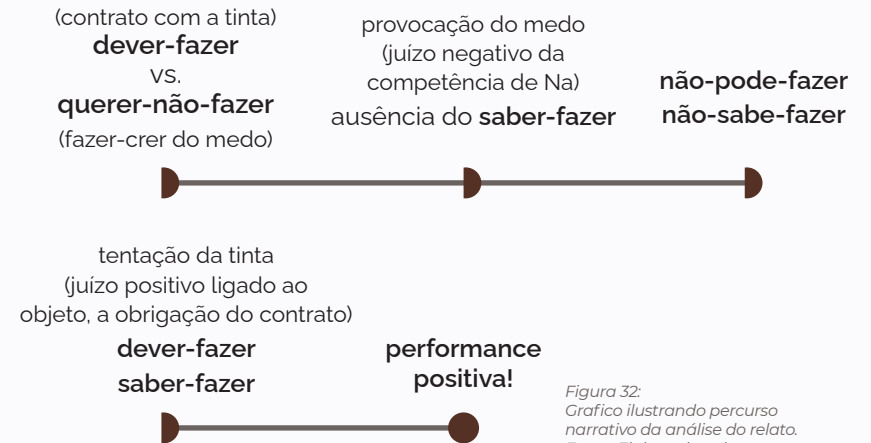 (contrato com a tinta)
dever-fazer
vs.
querer-não-fazer
(fazer-crer do medo)
provocação do medo
(juízo negativo da
competência de Na)
ausência do saber-fazer
não-pode-fazer
não-sabe-fazer
tentação da tinta
(juízo positivo ligado ao
objeto, a obrigação do contrato)
dever-fazer
saber-fazer
performance
positiva!
Figura 32:
Grafico ilustrando percurso
narrativo da análise do relato.